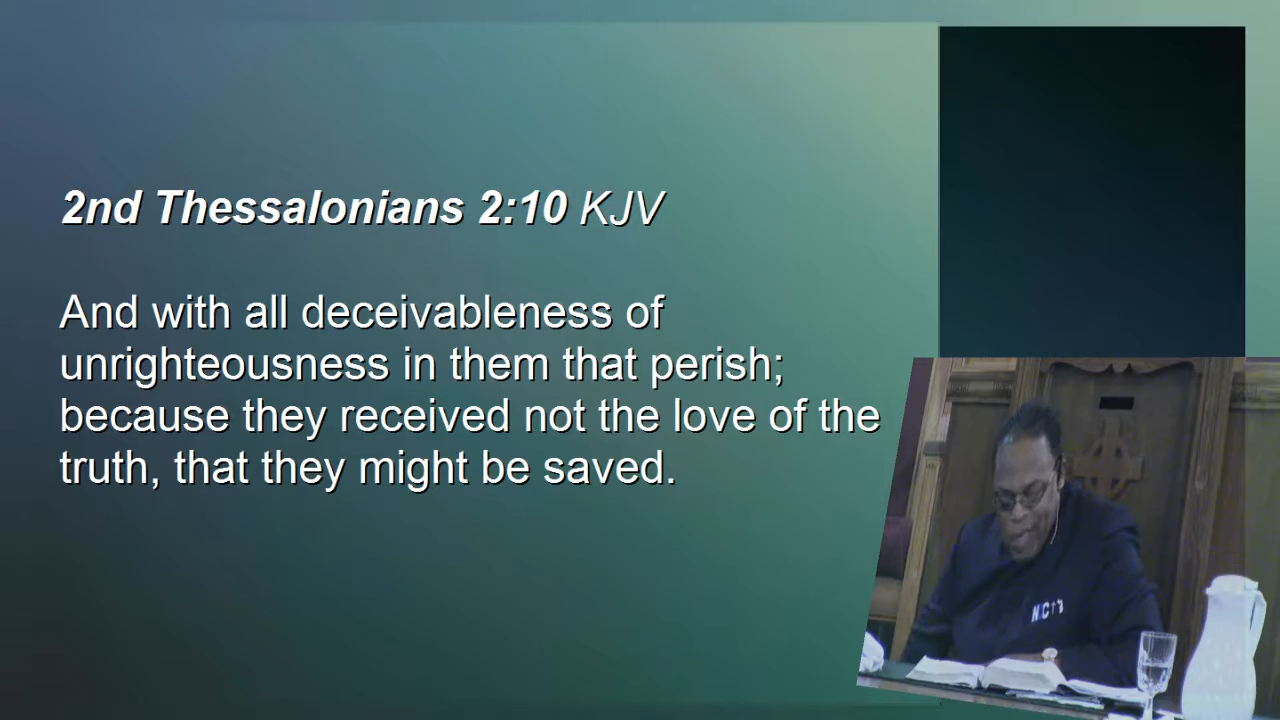 2nd Thessalonians 2:10 KJV
And with all deceivableness of
unrighteousness in them that perish;
because they received not the love of the
truth, that they might be saved.